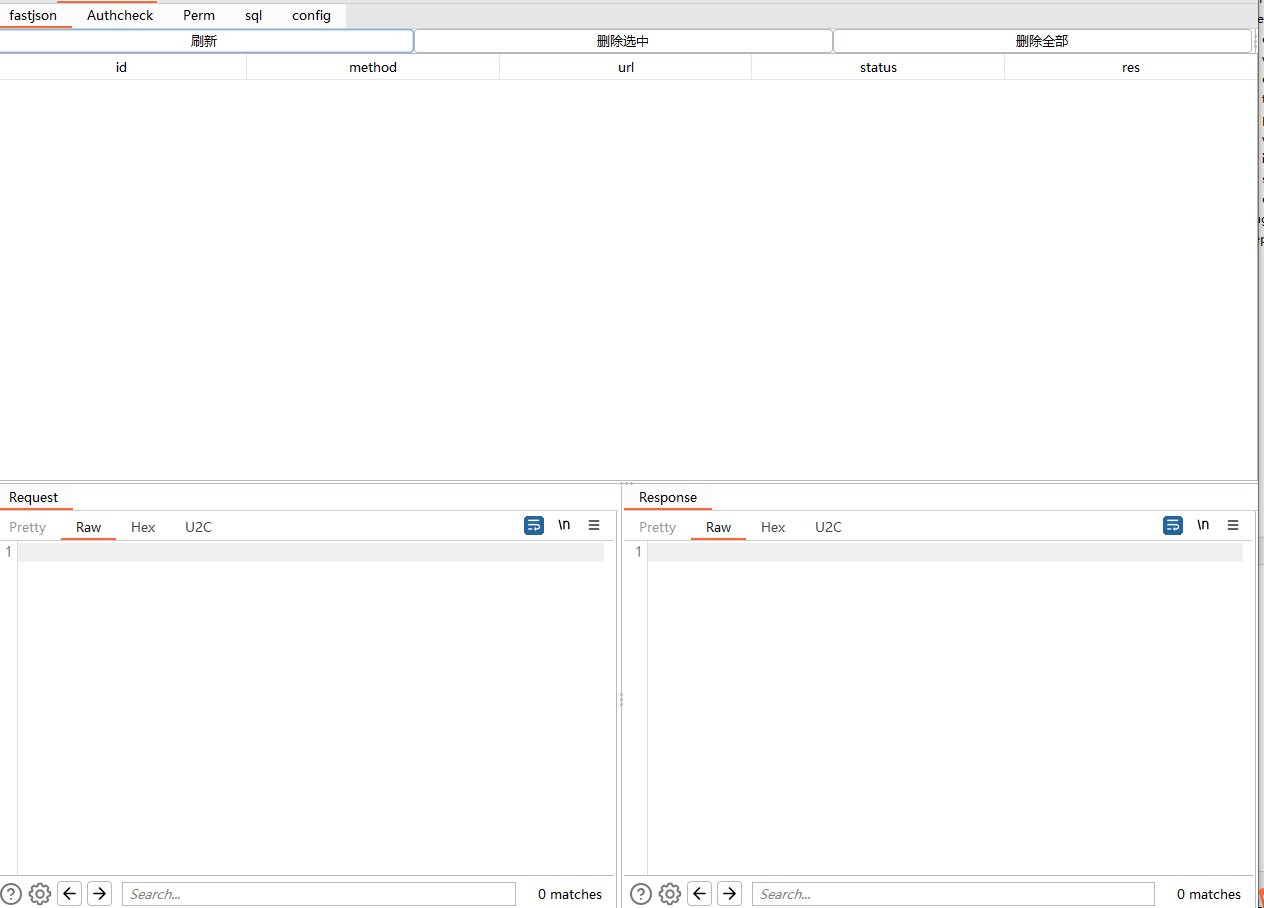 fastjson Authcheck Perm sql config
刷新 删除选中 删除全部
id method url status res
Request Response
Pretty Raw Hex U2C \n Pretty Raw Hex U2C \n
1 1
Search... 0 matches Search... 0 matches